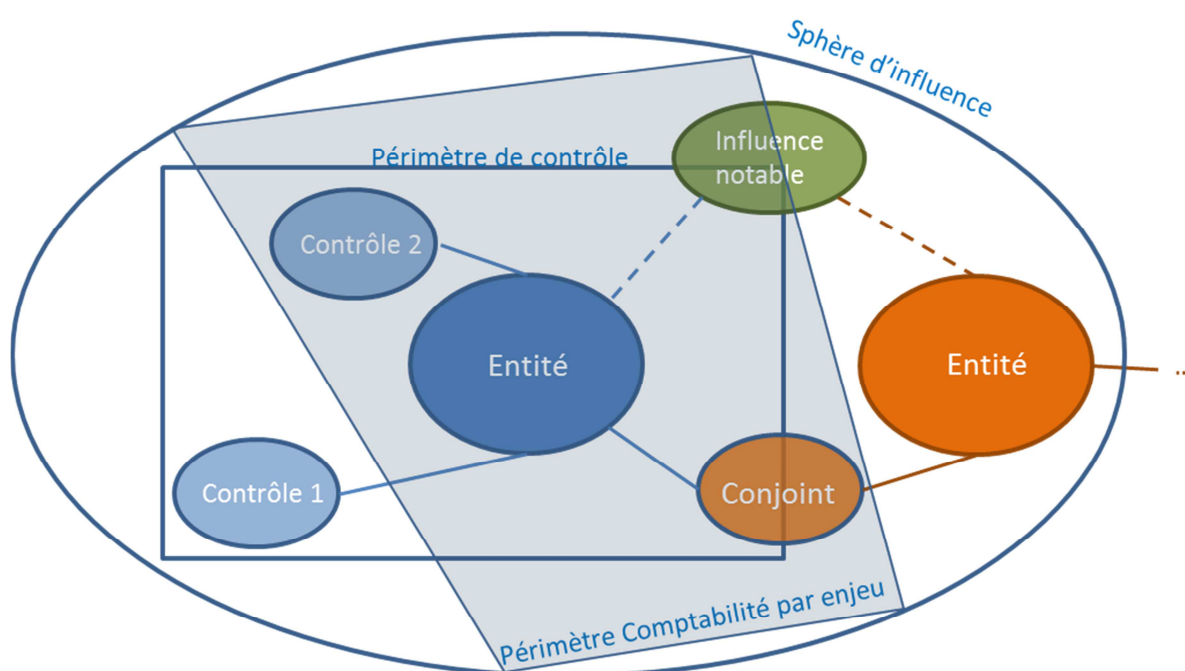 Sphère d'influence
Influence
notable
Périmètre de contrôle
Contrôle 2
Entité
Entité
..
Contrôle 1
Conjoint
Périmètre Comptabilité par enjeu